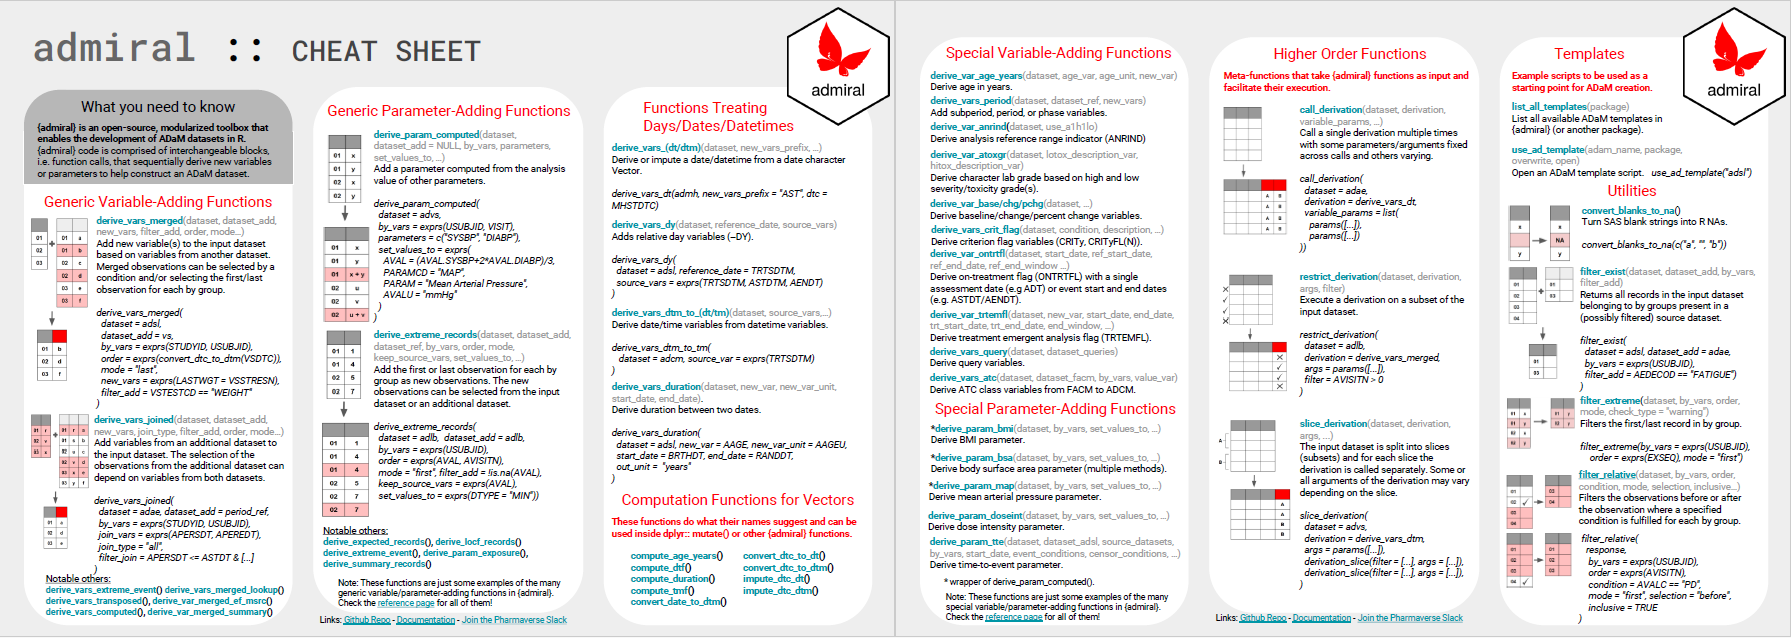 admiral :: CHEAT SHEET
admiral
What you need to know
{admiral} is an open-source, modularized toolbox that
enables the development of ADaM datasets in R.
{admiral} code is comprised of interchangeable blocks,
i.e. function calls, that sequentially derive new variables
or parameters to help construct an ADaM dataset.
Generic Variable-Adding Functions
derive_vars_merged(dataset, dataset_add,
new_vars, filter_add, order, mode...)
Add new variable(s) to the input dataset
based on variables from another dataset.
Merged observations can be selected by a
condition and/or selecting the first/last
observation for each by group.
derive_vars_merged(
dataset = adsl,
dataset_add = vs,
by_vars = exprs(STUDYID, USUBJID),
order = exprs(convert_dtc_to_dtm(VSDTC)),
mode = "last",
new_vars = exprs(LASTWGT = VSSTRESN),
filter_add = VSTESTCD == "WEIGHT"
)
derive_vars_joined(dataset, dataset_add,
new_vars, join_type, filter_add, order, mode...)
Add variables from an additional dataset to
the input dataset. The selection of the
observations from the additional dataset can
depend on variables from both datasets.
derive_vars_joined(
dataset = adae, dataset_add = period_ref,
by_vars = exprs(STUDYID, USUBJID),
join_vars = exprs(APERSDT, APEREDT),
join_type = "all",
filter_join = APERSDT <= ASTDT & [...]
)
Notable others:
derive_vars_extreme_event() derive_vars_merged_lookup()
derive_vars_transposed(), derive_var_merged_ef_msrc()
derive_vars_computed(), derive_var_merged_summary()
Generic Parameter-Adding Functions
derive_param_computed(dataset,
dataset_add = NULL, by_vars, parameters,
set_values_to, ...)
Add a parameter computed from the analysis
value of other parameters.
derive_param_computed(
dataset = advs,
by_vars = exprs(USUBJID, VISIT),
parameters = c("SYSBP", "DIABP"),
set_values_to = exprs(
AVAL = (AVAL.SYSBP+2*AVAL.DIABP)/3,
PARAMCD = "MAP",
PARAM = "Mean Arterial Pressure",
AVALU = "mmHg"
)
)
derive_extreme_records(dataset, dataset_add,
dataset_ref, by_vars, order, mode,
keep_source_vars, set_values_to, ...)
Add the first or last observation for each by
group as new observations. The new
observations can be selected from the input
dataset or an additional dataset.
derive_extreme_records(
dataset = adlb, dataset_add = adlb,
by_vars = exprs(USUBJID),
order = exprs(AVAL, AVISITN),
mode = "first", filter_add = !is.na(AVAL),
keep_source_vars = exprs(AVAL),
set_values_to = exprs(DTYPE = "MIN"))
Notable others:
derive_expected_records(), derive_locf_records()
derive_extreme_event(), derive_param_exposure(),
derive_summary_records()
Note: These functions are just some examples of the many
generic variable/parameter-adding functions in {admiral}.
Check the reference page for all of them!
Links: Github Repo - Documentation - Join the Pharmaverse Slack
Functions Treating
Days/Dates/Datetimes
derive_vars_(dt/dtm)(dataset, new_vars_prefix, ...)
Derive or impute a date/datetime from a date character
Vector.
derive_vars_dt(admh, new_vars_prefix = "AST", dtc =
MHSTDTC)
derive_vars_dy(dataset, reference_date, source_vars)
Adds relative day variables (--DY).
derive_vars_dy(
dataset = adsl, reference_date = TRTSDTM,
source_vars = exprs(TRTSDTM, ASTDTM, AENDT)
)
derive_vars_dtm_to_(dt/tm)(dataset, source_vars,...)
Derive date/time variables from datetime variables.
derive_vars_dtm_to_tm(
dataset = adcm, source_var = exprs(TRTSDTM)
)
derive_vars_duration(dataset, new_var, new_var_unit,
start_date, end_date).
Derive duration between two dates.
derive_vars_duration(
dataset = adsl, new_var = AAGE, new_var_unit = AAGEU,
start_date = BRTHDT, end_date = RANDDT,
out_unit = "years"
)
Computation Functions for Vectors
These functions do what their names suggest and can be
used inside dplyr:: mutate() or other {admiral} functions.
compute_age_years() convert_dtc_to_dt()
compute_dtf() convert_dtc_to_dtm()
compute_duration() impute_dtc_dt()
compute_tmf() impute_dtc_dtm()
convert_date_to_dtm()
Special Variable-Adding Functions
derive_var_age_years(dataset, age_var, age_unit, new_var)
Derive age in years.
derive_vars_period(dataset, dataset_ref, new_vars)
Add subperiod, period, or phase variables.
derive_var_anrind(dataset, use_a1h1lo)
Derive analysis reference range indicator (ANRIND)
derive_var_atoxgr(dataset, lotox_description_var,
hitox_description_var)
Derive character lab grade based on high and low
severity/toxicity grade(s).
derive_var_base/chg/pchg(dataset, ...)
Derive baseline/change/percent change variables.
derive_vars_crit_flag(dataset, condition, description, ...)
Derive criterion flag variables (CRITy, CRITyFL(N)).
derive_var_ontrtfl(dataset, start_date, ref_start_date,
ref_end_date, ref_end_window ...)
Derive on-treatment flag (ONTRTFL) with a single
assessment date (e.g ADT) or event start and end dates
(e.g. ASTDT/AENDT).
derive_var_trtemfl(dataset, new_var, start_date, end_date,
trt_start_date, trt_end_date, end_window, ...)
Derive treatment emergent analysis flag (TRTEMFL).
derive_vars_query(dataset, dataset_queries)
Derive query variables.
derive_vars_atc(dataset, dataset_facm, by_vars, value_var)
Derive ATC class variables from FACM to ADCM.
Special Parameter-Adding Functions
*derive_param_bmi(dataset, by_vars, set_values_to, ...)
Derive BMI parameter.
*derive_param_bsa(dataset, by_vars, set_values_to, ...)
Derive body surface area parameter (multiple methods).
*derive_param_map(dataset, by_vars, set_values_to, ...)
Derive mean arterial pressure parameter.
derive_param_doseint(dataset, by_vars, set_values_to, ...)
Derive dose intensity parameter.
derive_param_tte(dataset, dataset_adsl, source_datasets,
by_vars, start_date, event_conditions, censor_conditions, ...)
Derive time-to-event parameter.
* wrapper of derive_param_computed().
Note: These functions are just some examples of the many
special variable/parameter-adding functions in {admiral}.
Check the reference page for all of them!
Higher Order Functions
Meta-functions that take {admiral} functions as input and
facilitate their execution.
call_derivation(dataset, derivation,
variable_params, ...)
Call a single derivation multiple times
with some parameters/arguments fixed
across calls and others varying.
call_derivation(
dataset = adae,
derivation = derive_vars_dt,
variable_params = list(
params([...]),
params([...])
))
restrict_derivation(dataset, derivation,
args, filter)
Execute a derivation on a subset of the
input dataset.
restrict_derivation(
dataset = adlb,
derivation = derive_vars_merged,
args = params([...]),
filter = AVISITN > 0
)
slice_derivation(dataset, derivation,
args, ...)
The input dataset is split into slices
(subsets) and for each slice the
derivation is called separately. Some or
all arguments of the derivation may vary
depending on the slice.
slice_derivation(
dataset = advs,
derivation = derive_vars_dtm,
args = params([...]),
derivation_slice(filter = [...], args = [...]),
derivation_slice(filter = [...], args = [...]),
)
Links: Github Repo - Documentation - Join the Pharmaverse Slack
Templates
admiral
Example scripts to be used as a
starting point for ADaM creation.
list_all_templates(package)
List all available ADaM templates in
{admiral} (or another package).
use_ad_template(adam_name, package,
overwrite, open)
Open an ADaM template script. use_ad_template("adsl")
Utilities
convert_blanks_to_na()
Turn SAS blank strings into R NAs.
convert_blanks_to_na(c("a", "", "b"))
filter_exist(dataset, dataset_add, by_vars,
filter_add)
Returns all records in the input dataset
belonging to by groups present in a
(possibly filtered) source dataset.
filter_exist(
dataset = adsl, dataset_add = adae,
by_vars = exprs(USUBJID),
filter_add = AEDECOD == "FATIGUE")
)
filter_extreme(dataset, by_vars, order,
mode, check_type = "warning")
Filters the first/last record in by group.
filter_extreme(by_vars = exprs(USUBJID),
order = exprs(EXSEQ), mode = "first")
filter_relative(dataset, by_vars, order,
condition, mode, selection, inclusive...)
Filters the observations before or after
the observation where a specified
condition is fulfilled for each by group.
filter_relative(
response,
by_vars = exprs(USUBJID),
order = exprs(AVISITN),
condition = AVALC == "PD",
mode = "first", selection = "before",
inclusive = TRUE
)